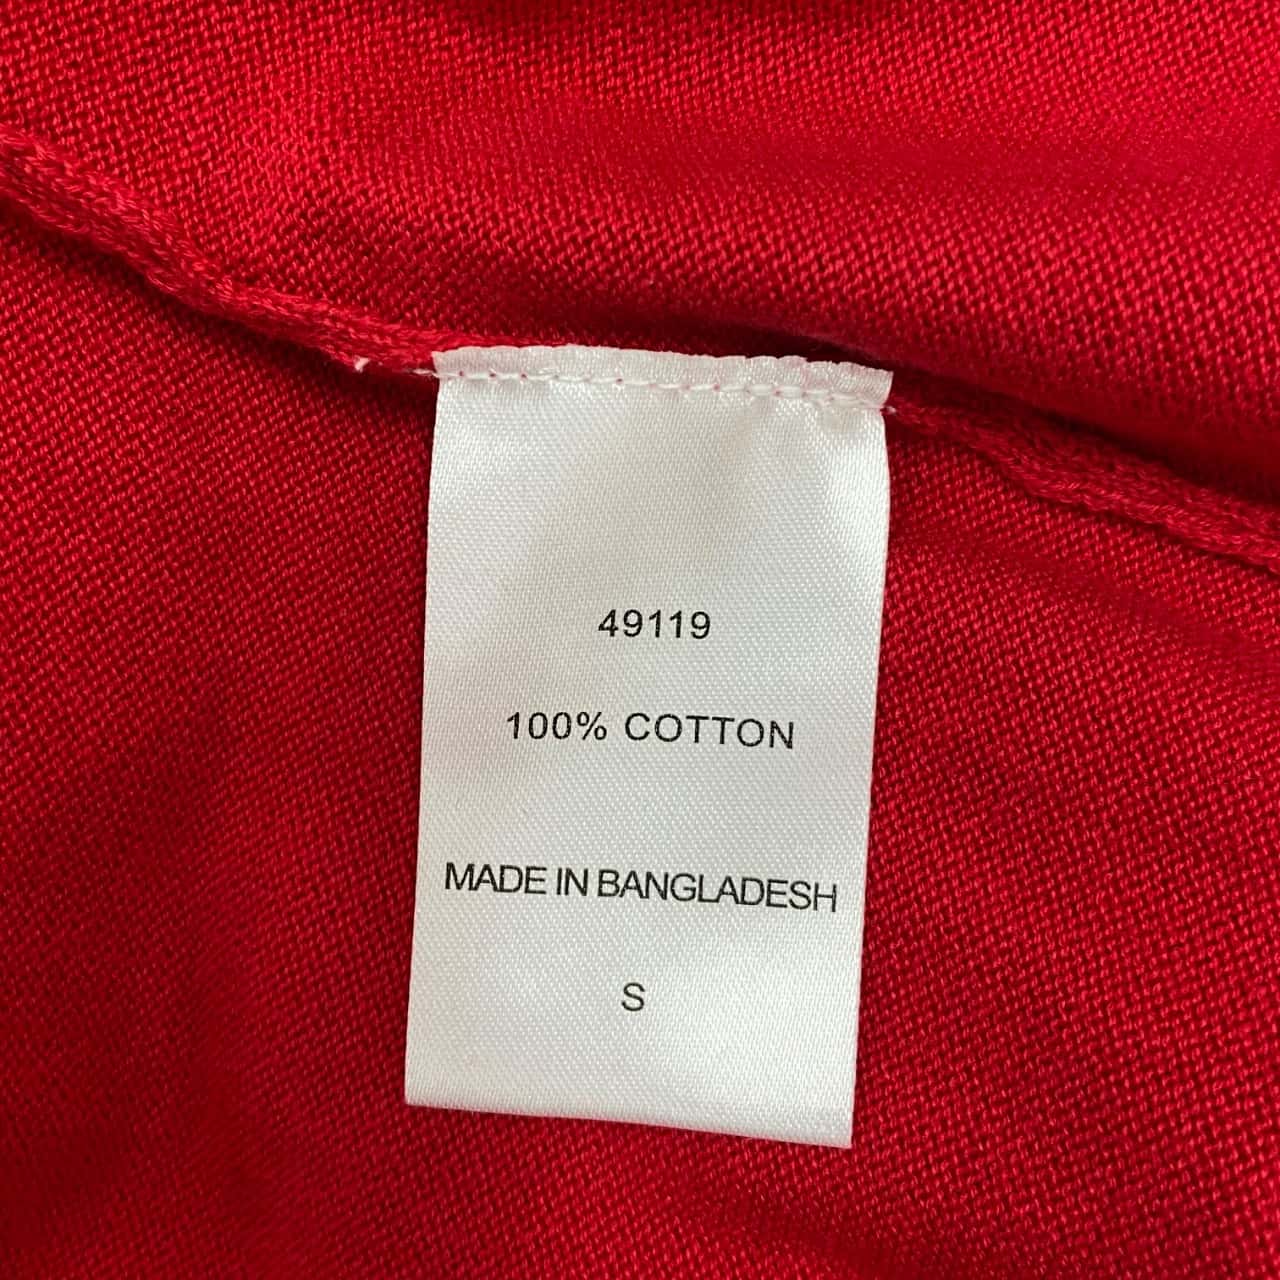 49119
100% COTTON
MADE IN BANGLADESH
S